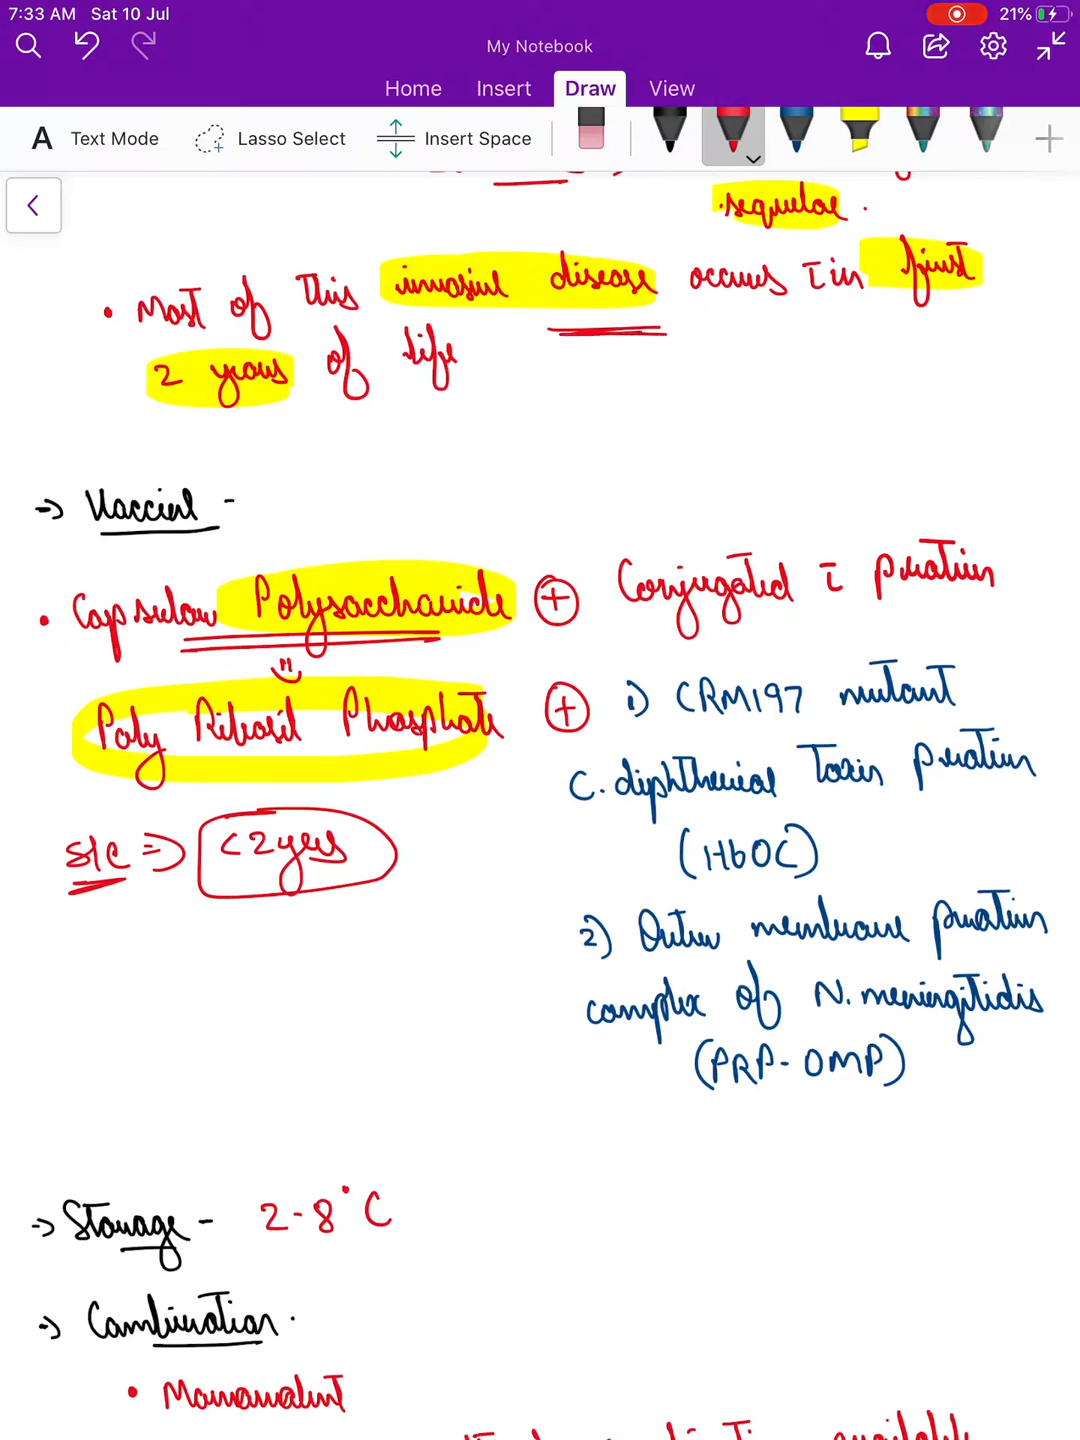 7:33 AM Sat 10 Jul
21%
My Notebook
Home Insert Draw View
A Text Mode Lasso Select Insert Space
sequelae.
• Most of this invasive disease occurs c̄ in first
2 years of life
→ Vaccine -
• Capsular Polysaccharide + Conjugated c̄ protein
Poly Ribosil Phosphate + 1) CRM197 mutant
C. diphtheriae Toxin protein
(HbOC)
S/C ⇒ <2yrs
2) Outer membrane protein
complex of N. meningitidis
(PRP-OMP)
→ Storage - 2-8°C
→ Combination.
• Monovalent
available